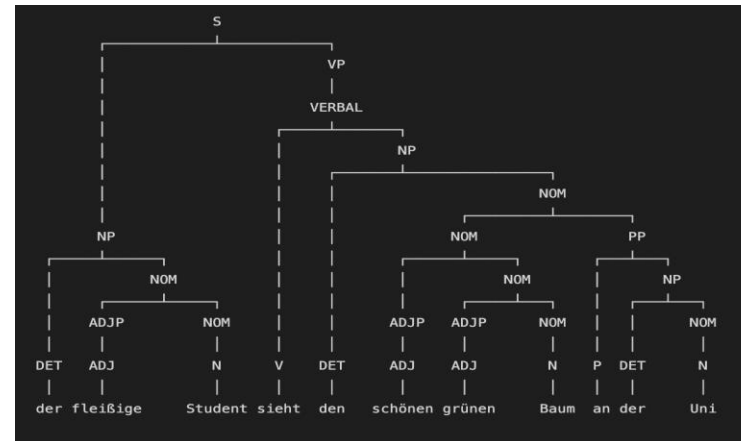 S
VP
VERBAL
NP
NOM
NP NOM PP
NOM NOM NP
ADJP NOM ADJP ADJP NOM NOM
DET ADJ N V DET ADJ ADJ N P DET N
der fleißige Student sieht den schönen grünen Baum an der Uni